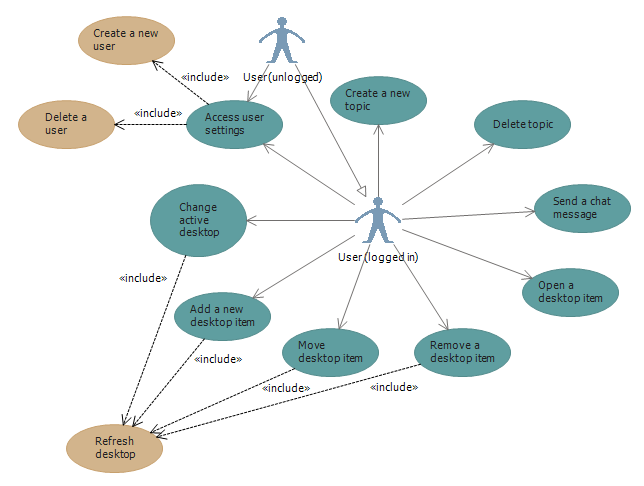 Create a new
user
«include»
User (unlogged)
Create a new
topic
Delete a
user
«include»
Access user
settings
Delete topic
Change
active
desktop
Send a chat
message
User (logged in)
«include»
Open a
desktop item
Add a new
desktop item
«include»
Move
desktop item
Remove a
desktop item
«include»
«include»
Refresh
desktop